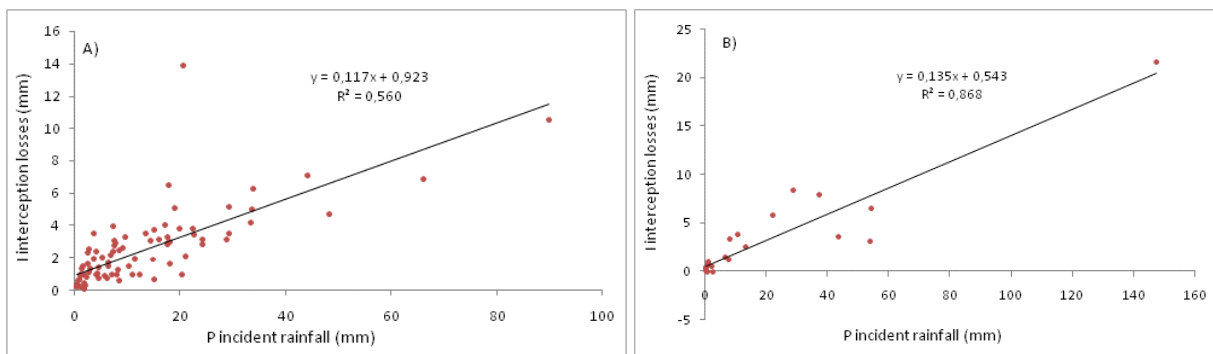 A)
y = 0,117x + 0,923
R² = 0,560
I interception losses (mm)
16
14
12
10
8
6
4
2
0
0 20 40 60 80 100
P incident rainfall (mm)
B)
y = 0,135x + 0,543
R² = 0,868
I interception losses (mm)
25
20
15
10
5
0
-5
0 20 40 60 80 100 120 140 160
P incident rainfall (mm)